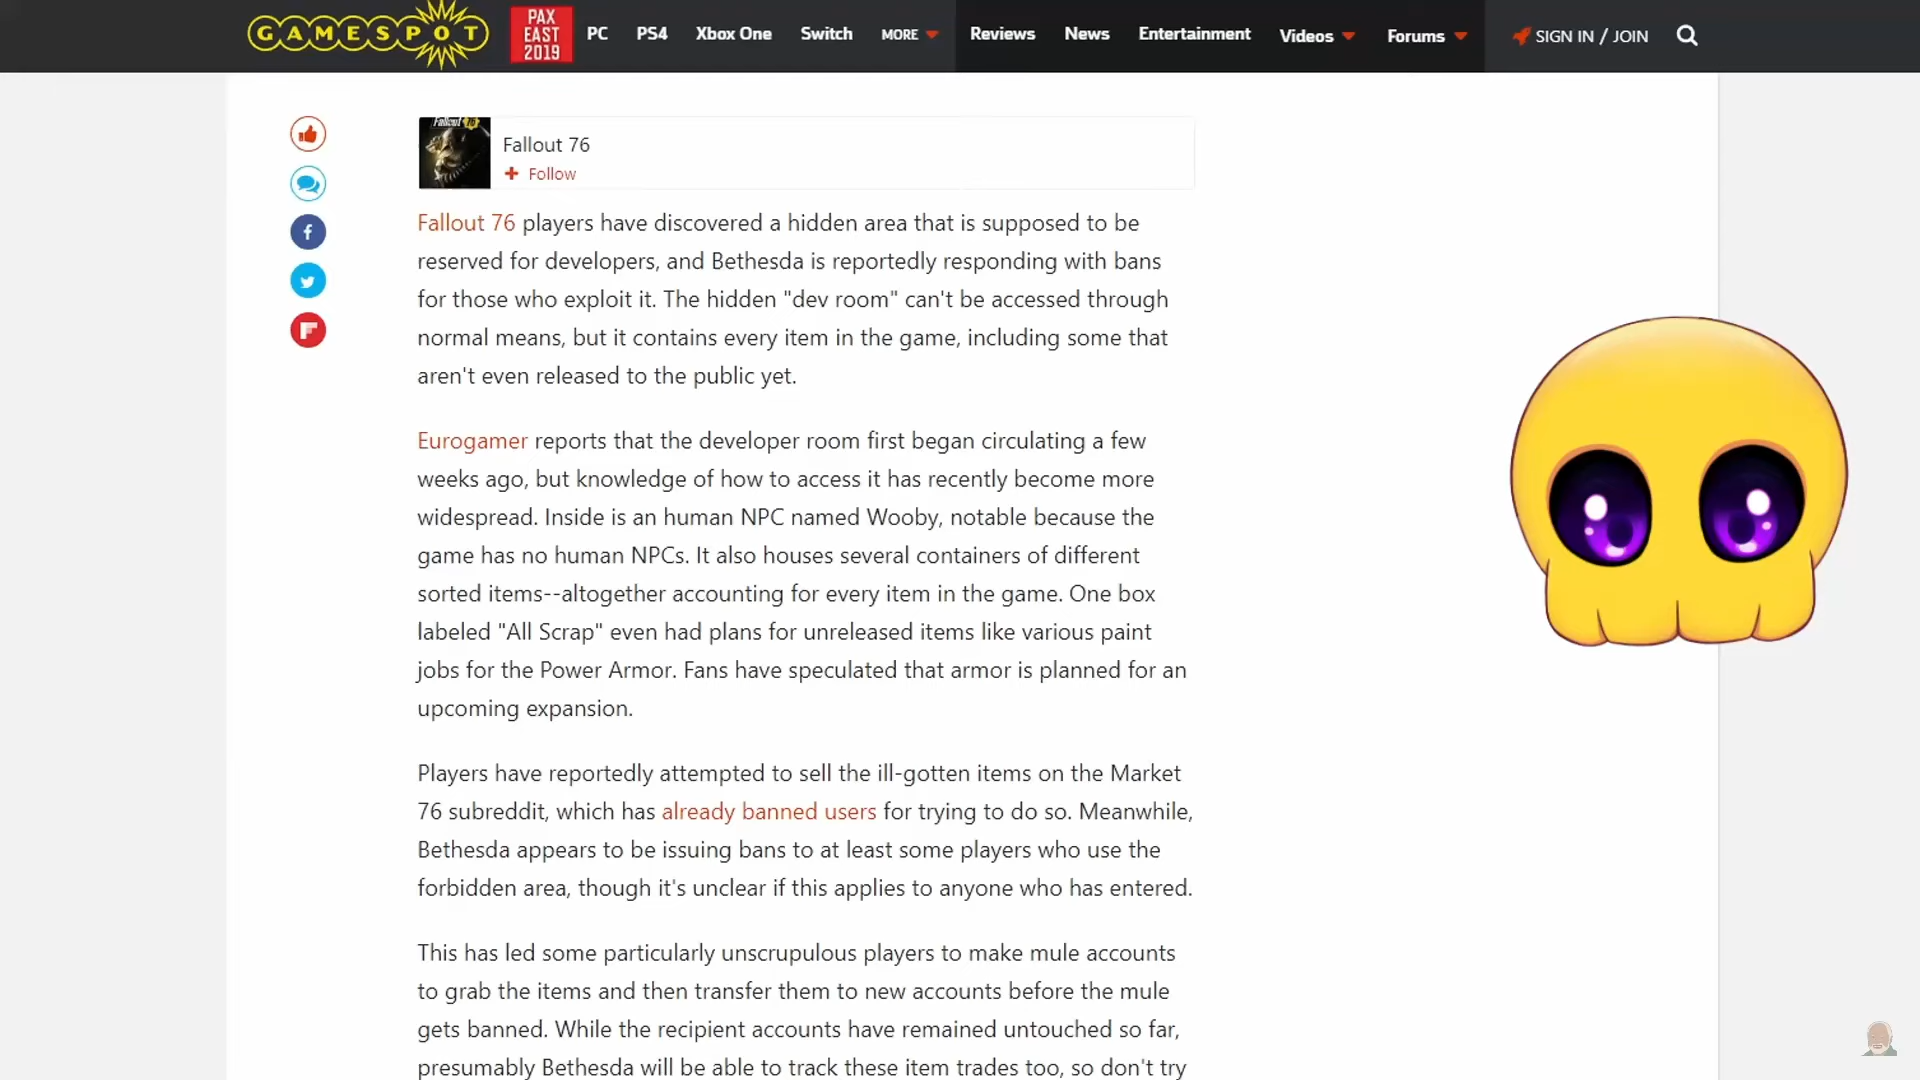 GAMESPOT
PAX
EAST
2019
PC PS4 Xbox One Switch MORE Reviews News Entertainment Videos Forums SIGN IN / JOIN
Fallout 76
Fallout 76
+ Follow
Fallout 76 players have discovered a hidden area that is supposed to be
reserved for developers, and Bethesda is reportedly responding with bans
for those who exploit it. The hidden "dev room" can't be accessed through
normal means, but it contains every item in the game, including some that
aren't even released to the public yet.
Eurogamer reports that the developer room first began circulating a few
weeks ago, but knowledge of how to access it has recently become more
widespread. Inside is an human NPC named Wooby, notable because the
game has no human NPCs. It also houses several containers of different
sorted items--altogether accounting for every item in the game. One box
labeled "All Scrap" even had plans for unreleased items like various paint
jobs for the Power Armor. Fans have speculated that armor is planned for an
upcoming expansion.
Players have reportedly attempted to sell the ill-gotten items on the Market
76 subreddit, which has already banned users for trying to do so. Meanwhile,
Bethesda appears to be issuing bans to at least some players who use the
forbidden area, though it's unclear if this applies to anyone who has entered.
This has led some particularly unscrupulous players to make mule accounts
to grab the items and then transfer them to new accounts before the mule
gets banned. While the recipient accounts have remained untouched so far,
presumably Bethesda will be able to track these item trades too, so don't try